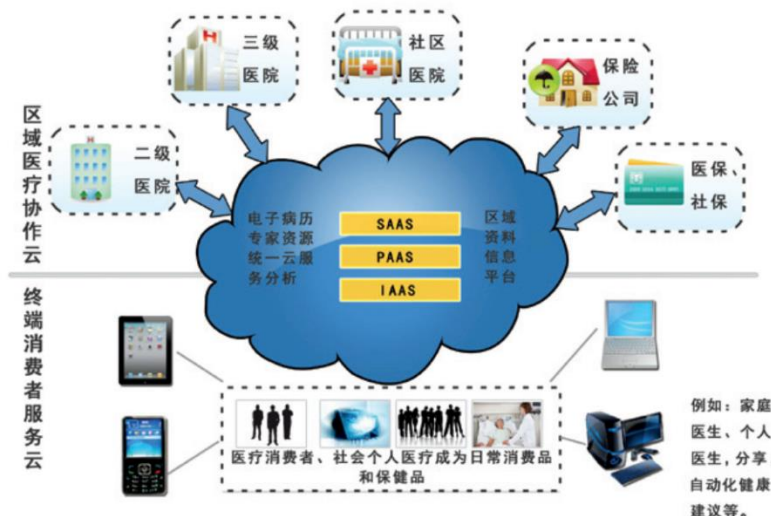 三级
医院
社区
医院
保险
公司
二级
医院
医保、
社保
区域医疗协作云
电子病历
专家资源
统一云服
务分析
SAAS
PAAS
IAAS
区域
资料
信息
平台
终端消费者服务云
医疗消费者、社会个人医疗成为日常消费品
和保健品
例如：家庭
医生、个人
医生，分享
自动化健康
建议等。